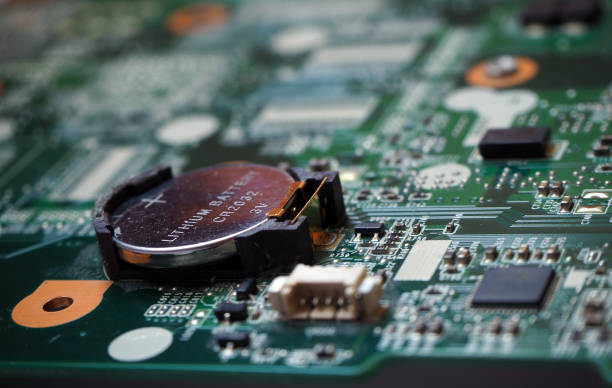 +
LITHIUM BATTERY
CR2032
3V